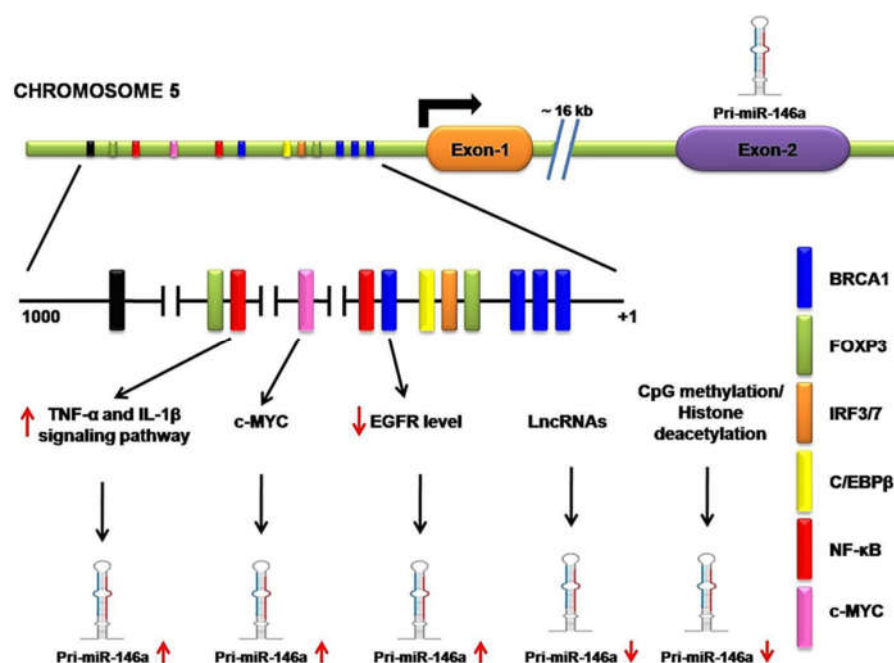 Pri-miR-146a
CHROMOSOME 5
~ 16 kb
Exon-1
Exon-2
1000
+1
TNF-α and IL-1β
signaling pathway
c-MYC
EGFR level
LncRNAs
CpG methylation/
Histone
deacetylation
BRCA1
FOXP3
IRF3/7
C/EBPβ
NF-κB
c-MYC
Pri-miR-146a
Pri-miR-146a
Pri-miR-146a
Pri-miR-146a
Pri-miR-146a